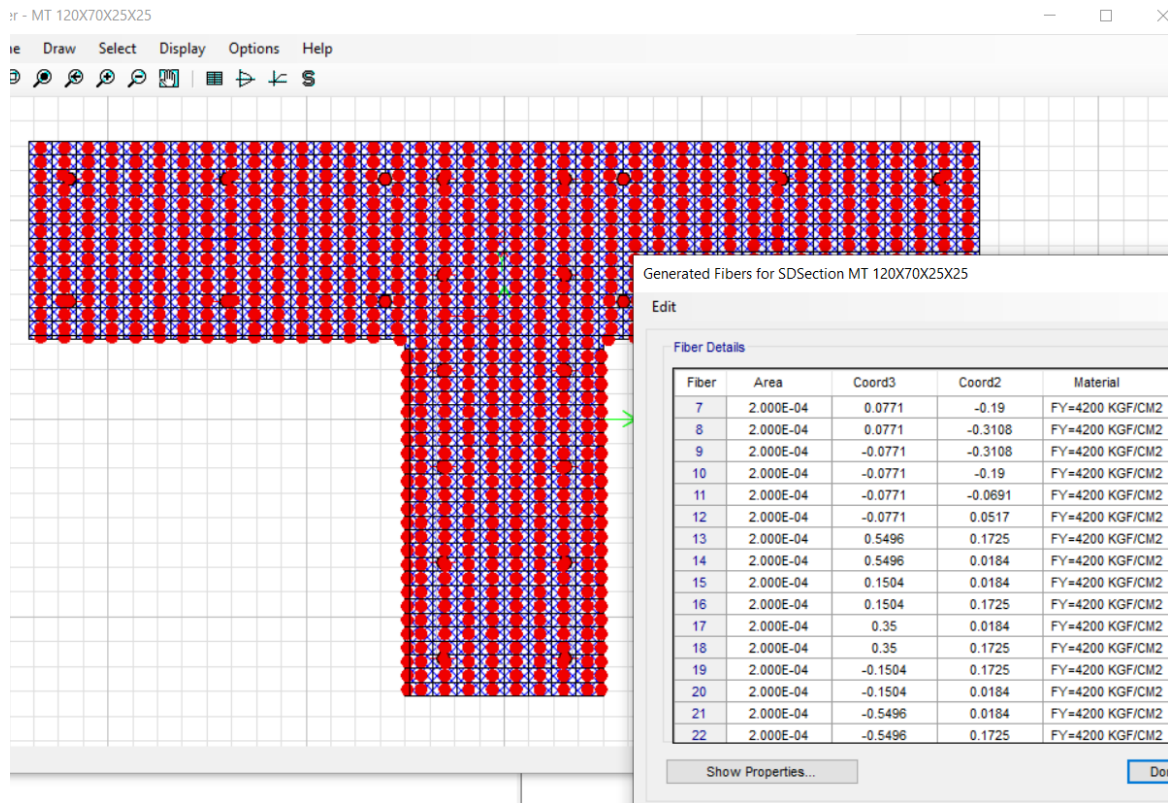 er - MT 120X70X25X25
ne Draw Select Display Options Help
S
Generated Fibers for SDSection MT 120X70X25X25
Edit
Fiber Details
Fiber Area Coord3 Coord2 Material
7 2.000E-04 0.0771 -0.19 FY=4200 KGF/CM2
8 2.000E-04 0.0771 -0.3108 FY=4200 KGF/CM2
9 2.000E-04 -0.0771 -0.3108 FY=4200 KGF/CM2
10 2.000E-04 -0.0771 -0.19 FY=4200 KGF/CM2
11 2.000E-04 -0.0771 -0.0691 FY=4200 KGF/CM2
12 2.000E-04 -0.0771 0.0517 FY=4200 KGF/CM2
13 2.000E-04 0.5496 0.1725 FY=4200 KGF/CM2
14 2.000E-04 0.5496 0.0184 FY=4200 KGF/CM2
15 2.000E-04 0.1504 0.0184 FY=4200 KGF/CM2
16 2.000E-04 0.1504 0.1725 FY=4200 KGF/CM2
17 2.000E-04 0.35 0.0184 FY=4200 KGF/CM2
18 2.000E-04 0.35 0.1725 FY=4200 KGF/CM2
19 2.000E-04 -0.1504 0.1725 FY=4200 KGF/CM2
20 2.000E-04 -0.1504 0.0184 FY=4200 KGF/CM2
21 2.000E-04 -0.5496 0.0184 FY=4200 KGF/CM2
22 2.000E-04 -0.5496 0.1725 FY=4200 KGF/CM2
Show Properties... Do